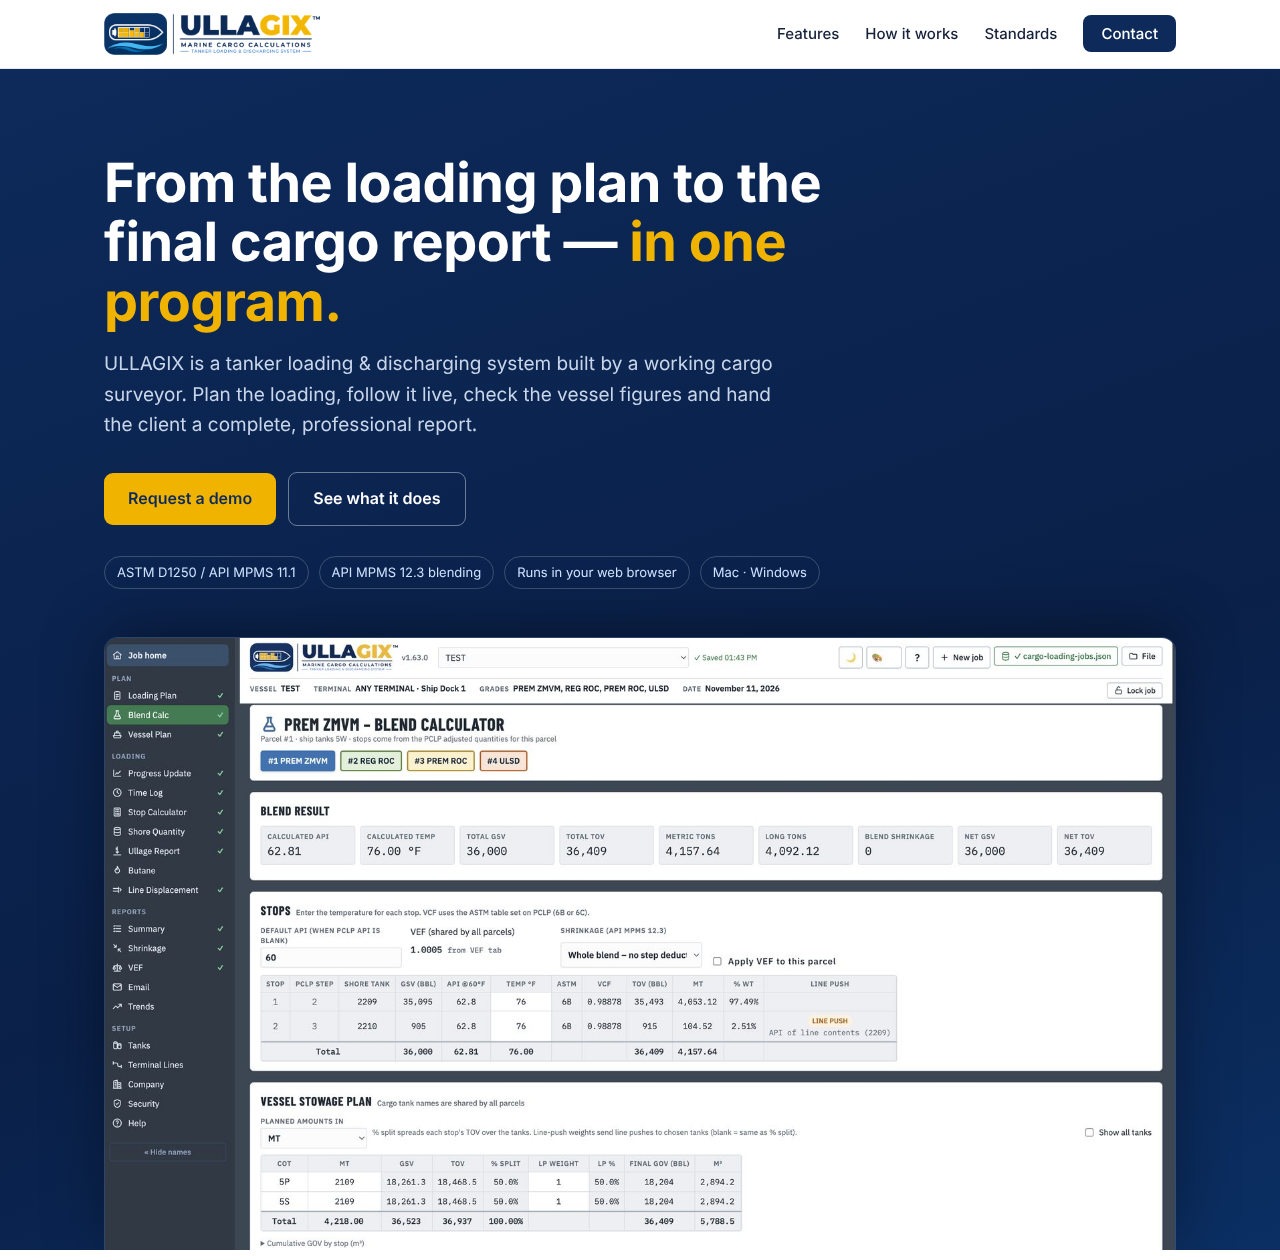 ULLAGIX™
MARINE CARGO CALCULATIONS
TANKER LOADING & DISCHARGING SYSTEM
Features
How it works
Standards
Contact
From the loading plan to the
final cargo report — in one
program.
ULLAGIX is a tanker loading & discharging system built by a working cargo
surveyor. Plan the loading, follow it live, check the vessel figures and hand
the client a complete, professional report.
Request a demo
See what it does
ASTM D1250 / API MPMS 11.1
API MPMS 12.3 blending
Runs in your web browser
Mac · Windows
Job home
PLAN
Loading Plan ✓
Blend Calc ✓
Vessel Plan ✓
LOADING
Progress Update ✓
Time Log ✓
Stop Calculator ✓
Shore Quantity ✓
Ullage Report ✓
Butane
Line Displacement ✓
REPORTS
Summary ✓
Shrinkage ✓
VEF ✓
Email
Trends
SETUP
Tanks
Terminal Lines
Company
Security
Help
« Hide names
ULLAGIX™
MARINE CARGO CALCULATIONS
TANKER LOADING & DISCHARGING SYSTEM
v1.63.0
TEST
✓ Saved 01:43 PM
?
+ New job
✓ cargo-loading-jobs.json
File
VESSEL TEST TERMINAL ANY TERMINAL · Ship Dock 1 GRADES PREM ZMVM, REG ROC, PREM ROC, ULSD DATE November 11, 2026
Lock job
PREM ZMVM – BLEND CALCULATOR
Parcel #1 · ship tanks 5W · stops come from the PCLP adjusted quantities for this parcel
#1 PREM ZMVM #2 REG ROC #3 PREM ROC #4 ULSD
BLEND RESULT
CALCULATED API CALCULATED TEMP TOTAL GSV TOTAL TOV METRIC TONS LONG TONS BLEND SHRINKAGE NET GSV NET TOV
62.81 76.00 °F 36,000 36,409 4,157.64 4,092.12 0 36,000 36,409
STOPS Enter the temperature for each stop. VCF uses the ASTM table set on PCLP (6B or 6C).
DEFAULT API (WHEN PCLP API IS
BLANK)
60
VEF (shared by all parcels)
1.0005 from VEF tab
SHRINKAGE (API MPMS 12.3)
Whole blend – no step deduct
Apply VEF to this parcel
STOP PCLP STEP SHORE TANK GSV (BBL) API @60°F TEMP °F ASTM VCF TOV (BBL) MT % WT LINE PUSH
1 2 2209 35,095 62.8 76 6B 0.98878 35,493 4,053.12 97.49%
2 3 2210 905 62.8 76 6B 0.98878 915 104.52 2.51% LINE PUSH
API of line contents (2209)
Total 36,000 62.81 76.00 36,409 4,157.64
VESSEL STOWAGE PLAN Cargo tank names are shared by all parcels
PLANNED AMOUNTS IN
MT
% split spreads each stop's TOV over the tanks. Line-push weights send line pushes to chosen tanks (blank = same as % split).
Show all tanks
COT MT GSV TOV % SPLIT LP WEIGHT LP % FINAL GOV (BBL) M³
5P 2109 18,261.3 18,468.5 50.0% 1 50.0% 18,204 2,894.2
5S 2109 18,261.3 18,468.5 50.0% 1 50.0% 18,204 2,894.2
Total 4,218.00 36,523 36,937 100.00% 36,409 5,788.5
▸ Cumulative GOV by stop (m³)